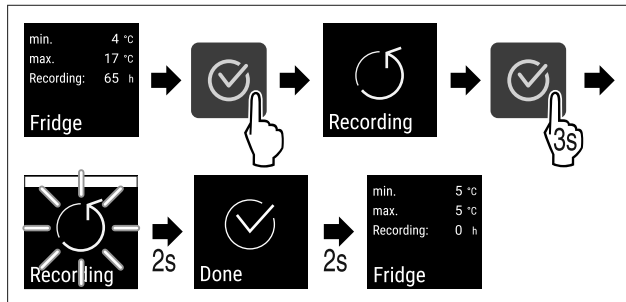 min. 4 °C
max. 17 °C
Recording: 65 h
Fridge
Recording
3s
Recording
2s
Done
2s
min. 5 °C
max. 5 °C
Recording: 0 h
Fridge